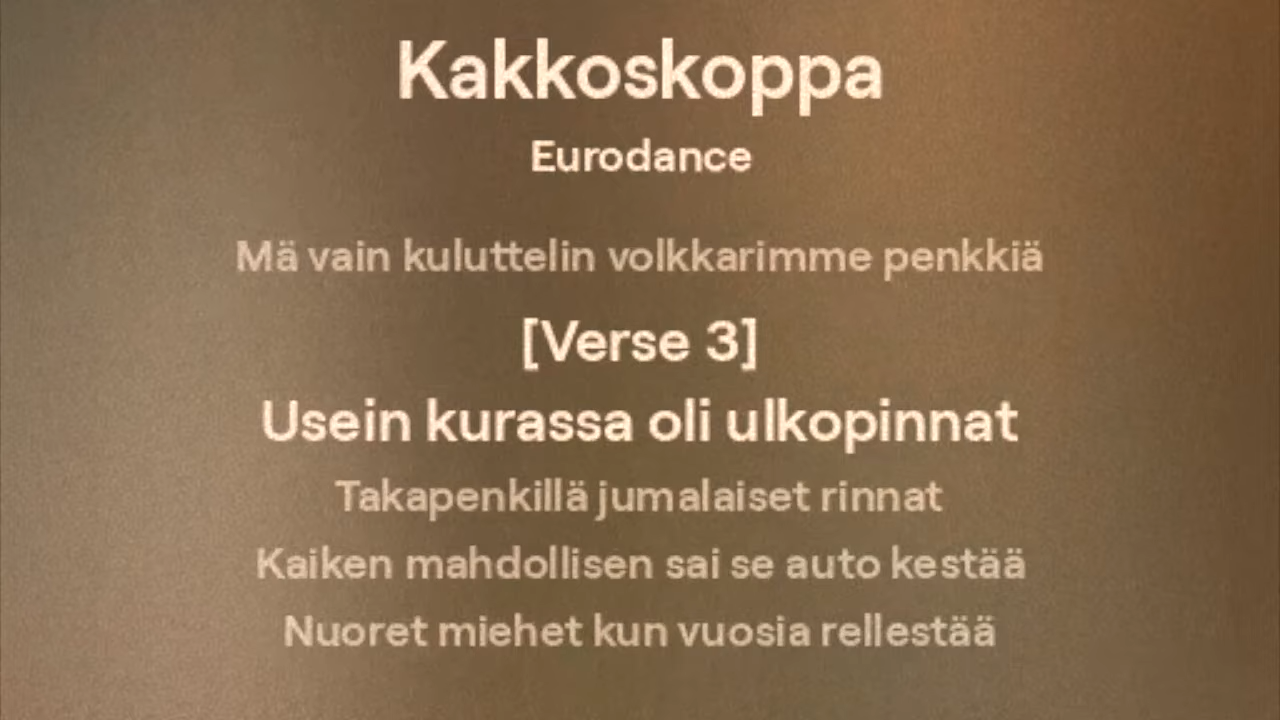 Kakkoskoppa
Eurodance
Mä vain kuluttelin volkkarimme penkkiä
[Verse 3]
Usein kurassa oli ulkopinnat
Takapenkillä jumalaiset rinnat
Kaiken mahdollisen sai se auto kestää
Nuoret miehet kun vuosia rellestää